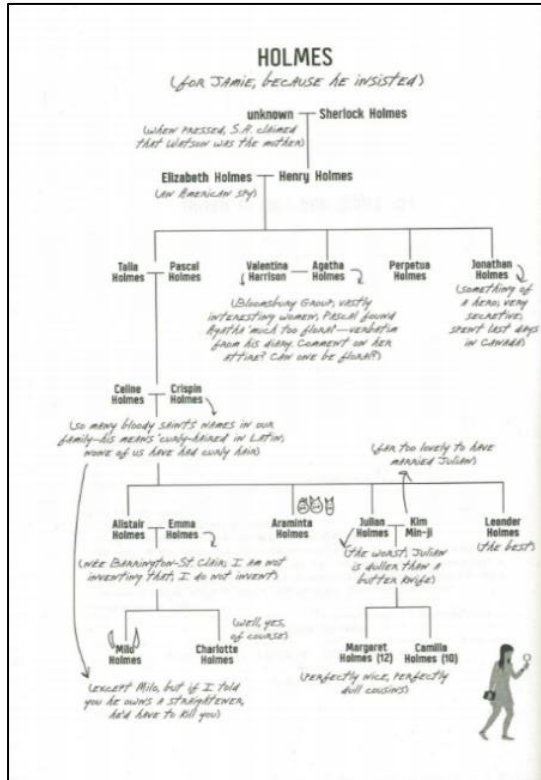 HOLMES
(FOR JAMIE, BECAUSE HE INSISTED)
unknown Sherlock Holmes
(WHEN PRESSED, S.H. CLAIMED
THAT WATSON WAS THE MOTHER)
Elizabeth Holmes Henry Holmes
(AN AMERICAN SPY)
Talia
Holmes
Pascal
Holmes
Valentina
Harrison
Agatha
Holmes
Perpetua
Holmes
Jonathan
Holmes
(BLOOMSBURY GROUP, VASTLY
INTERESTING WOMEN; PASCAL FOUND
AGATHA 'MUCH TOO FLORAL'—VERBATIM
FROM HIS DIARY. COMMENT ON HER
ATTIRE? CAN ONE BE FLORAL?)
(SOMETHING OF
A HERO; VERY
SECRETIVE;
SPENT LAST DAYS
IN CANADA)
Celine
Holmes
Crispin
Holmes
(SO MANY BLOODY SAINTS' NAMES IN OUR
FAMILY—HIS MEANS 'CURLY-HAIRED' IN LATIN;
NONE OF US HAVE HAD CURLY HAIR)
(FAR TOO LOVELY TO HAVE
MARRIED JULIAN)
Alistair
Holmes
Emma
Holmes
Araminta
Holmes
Julian
Holmes
Kim
Min-ji
Leander
Holmes
(NÉE BARRINGTON-ST. CLAIR; I AM NOT
INVENTING THAT, I DO NOT INVENT)
(THE WORST; JULIAN
IS DULLER THAN A
BUTTER KNIFE)
(THE BEST)
Milo
Holmes
Charlotte
Holmes
(WELL, YES,
OF COURSE)
Margaret
Holmes (12)
Camilla
Holmes (10)
(EXCEPT MILO, BUT IF I TOLD
YOU HE OWNS A STRAIGHTENER,
HE'D HAVE TO KILL YOU)
(PERFECTLY NICE, PERFECTLY
DULL COUSINS)